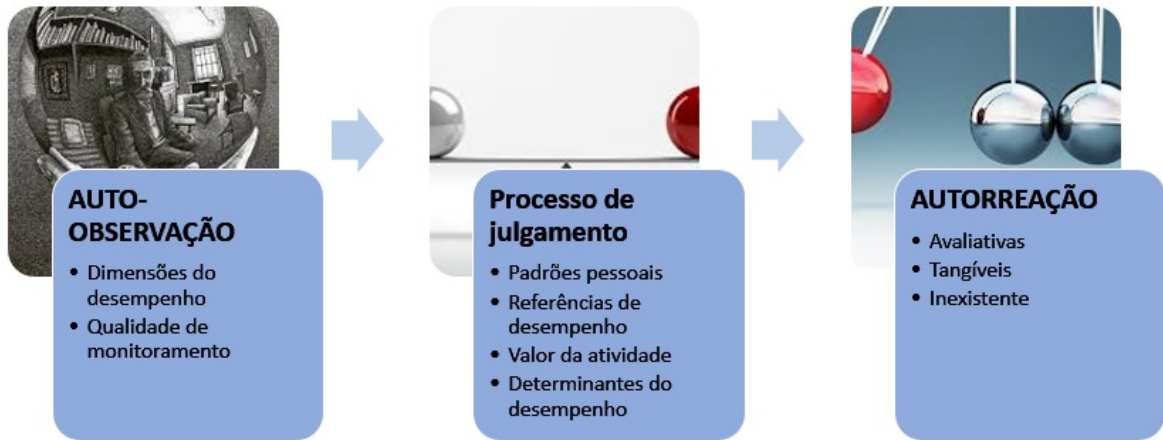 AUTO-
OBSERVAÇÃO
• Dimensões do
desempenho
• Qualidade de
monitoramento
Processo de
julgamento
• Padrões pessoais
• Referências de
desempenho
• Valor da atividade
• Determinantes do
desempenho
AUTORREAÇÃO
• Avaliativas
• Tangíveis
• Inexistente